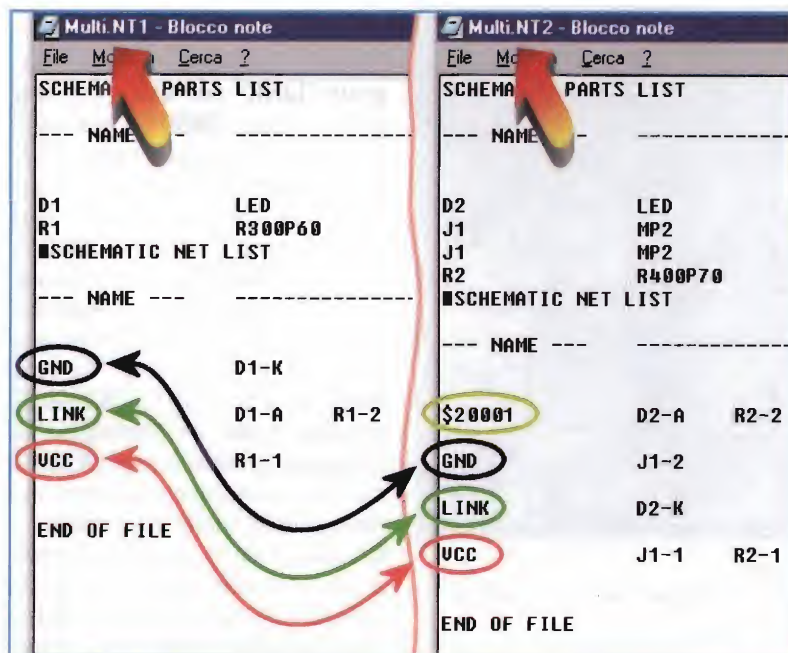 Multi.NT1 - Blocco note
File Cerca ?
SCHEMA PARTS LIST
--- NAME --- ---------------
D1 LED
R1 R300P60
■SCHEMATIC NET LIST
--- NAME --- ---------------
GND D1-K
LINK D1-A R1-2
VCC R1-1
END OF FILE
Multi.NT2 - Blocco note
File Cerca ?
SCHEMA PARTS LIST
--- NAME --- ---------------
D2 LED
J1 MP2
J1 MP2
R2 R400P70
■SCHEMATIC NET LIST
--- NAME --- ---------------
$20001 D2-A R2-2
GND J1-2
LINK D2-K
VCC J1-1 R2-1
END OF FILE